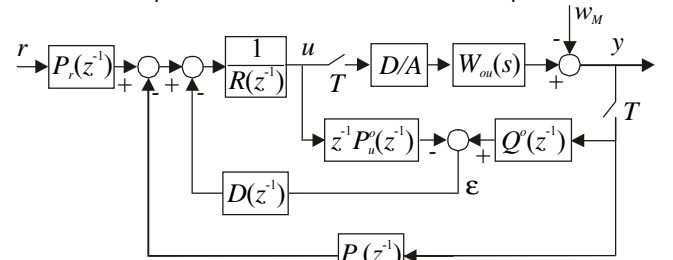 w_M
r P_r(z^-1) + - + - 1/R(z^-1) u T D/A W_ou(s) - + y
T
z^-1 P_u^o(z^-1) - + Q^o(z^-1)
D(z^-1) ε
P_y(z^-1)